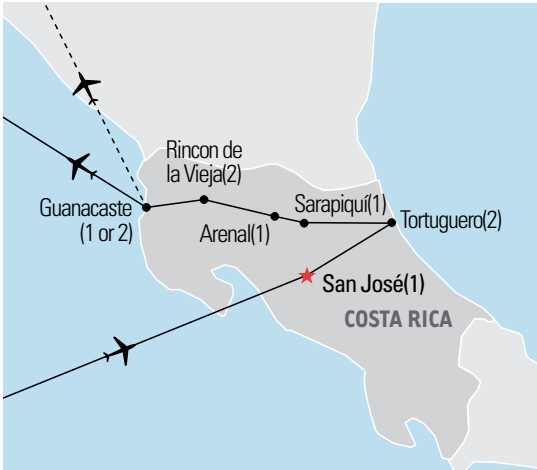 Rincon de
la Vieja(2)
Guanacaste
(1 or 2)
Arenal(1)
Sarapiquí(1)
Tortuguero(2)
San José(1)
COSTA RICA